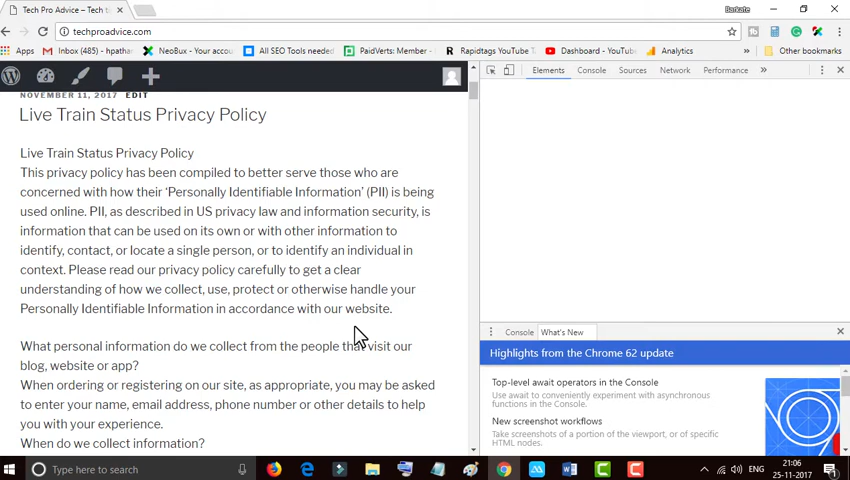 Tech Pro Advice – Tech t
Borkate
techproadvice.com
Apps
Inbox (485) - hpathar
NeoBux - Your accou
All SEO Tools needed
PaidVerts: Member -
Rapidtags YouTube T
Dashboard - YouTub
Analytics
Other bookmarks
NOVEMBER 11, 2017 EDIT
Live Train Status Privacy Policy
Live Train Status Privacy Policy
This privacy policy has been compiled to better serve those who are
concerned with how their ‘Personally Identifiable Information’ (PII) is being
used online. PII, as described in US privacy law and information security, is
information that can be used on its own or with other information to
identify, contact, or locate a single person, or to identify an individual in
context. Please read our privacy policy carefully to get a clear
understanding of how we collect, use, protect or otherwise handle your
Personally Identifiable Information in accordance with our website.
What personal information do we collect from the people that visit our
blog, website or app?
When ordering or registering on our site, as appropriate, you may be asked
to enter your name, email address, phone number or other details to help
you with your experience.
When do we collect information?
Elements Console Sources Network Performance
Console What's New
Highlights from the Chrome 62 update
Top-level await operators in the Console
Use await to conveniently experiment with asynchronous
functions in the Console.
New screenshot workflows
Take screenshots of a portion of the viewport, or of specific
HTML nodes.
Type here to search
ENG
21:06
25-11-2017